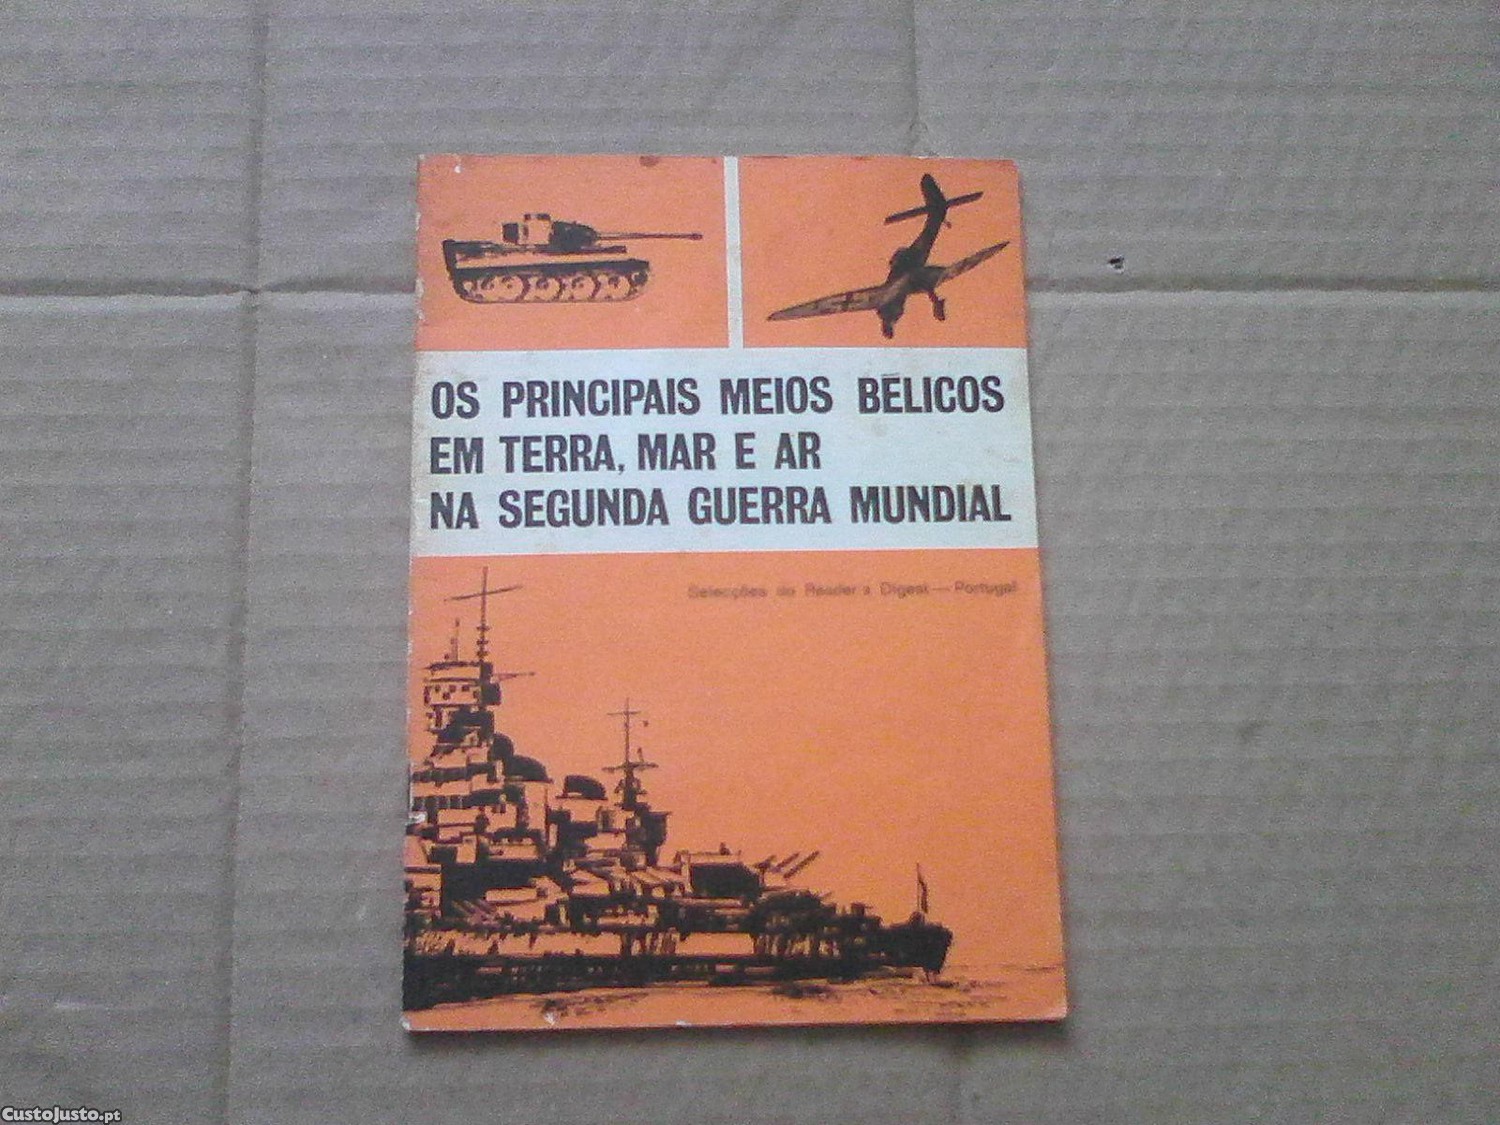 OS PRINCIPAIS MEIOS BÉLICOS
EM TERRA, MAR E AR
NA SEGUNDA GUERRA MUNDIAL
Selecções do Reader's Digest — Portugal
CustoJusto.pt